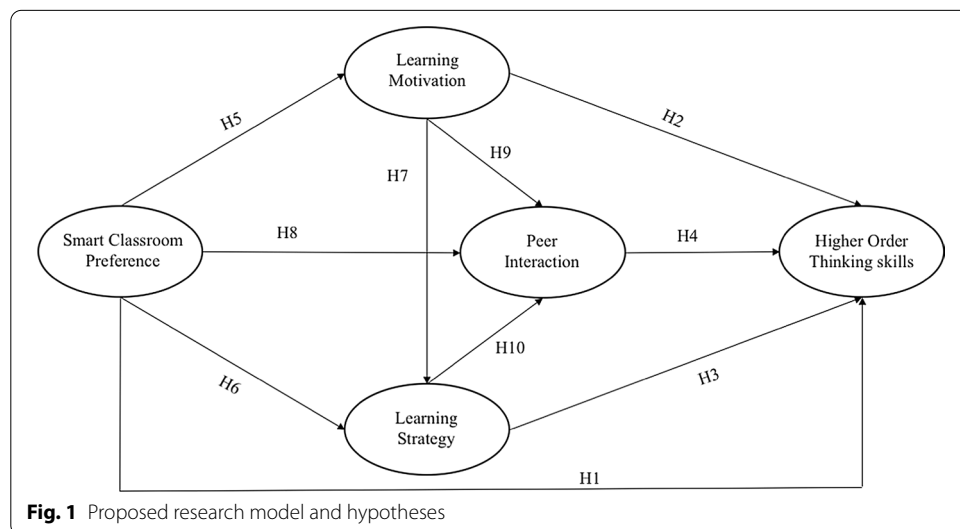 Learning
Motivation
H5
H2
H7
H9
Smart Classroom
Preference
H8
Peer
Interaction
H4
Higher Order
Thinking skills
H6
H10
H3
Learning
Strategy
H1
Fig. 1 Proposed research model and hypotheses